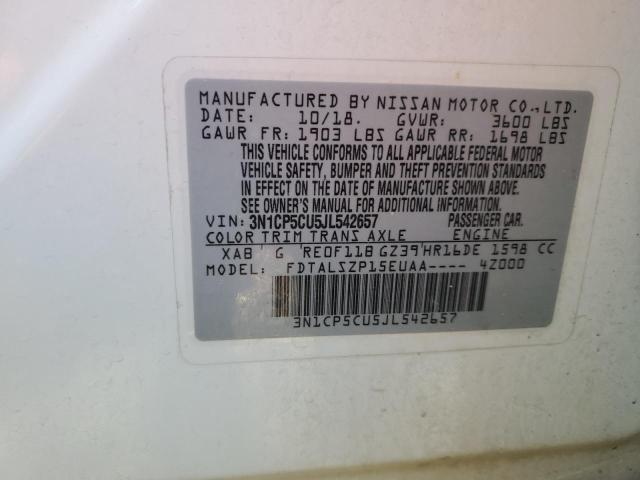 MANUFACTURED BY NISSAN MOTOR CO.,LTD.
DATE: 10/18. GVWR: 3600 LBS
GAWR FR: 1903 LBS GAWR RR: 1698 LBS
THIS VEHICLE CONFORMS TO ALL APPLICABLE FEDERAL MOTOR
VEHICLE SAFETY, BUMPER AND THEFT PREVENTION STANDARDS
IN EFFECT ON THE DATE OF MANUFACTURE SHOWN ABOVE.
SEE OWNER'S MANUAL FOR ADDITIONAL INFORMATION.
VIN: 3N1CP5CU5JL542657 PASSENGER CAR.
COLOR TRIM TRANS AXLE ENGINE
XAB G 'RE0F11B GZ39'HR16DE 1598 CC
MODEL: FDTALSZP15EUAA---- 4Z000
3N1CP5CU5JL542657